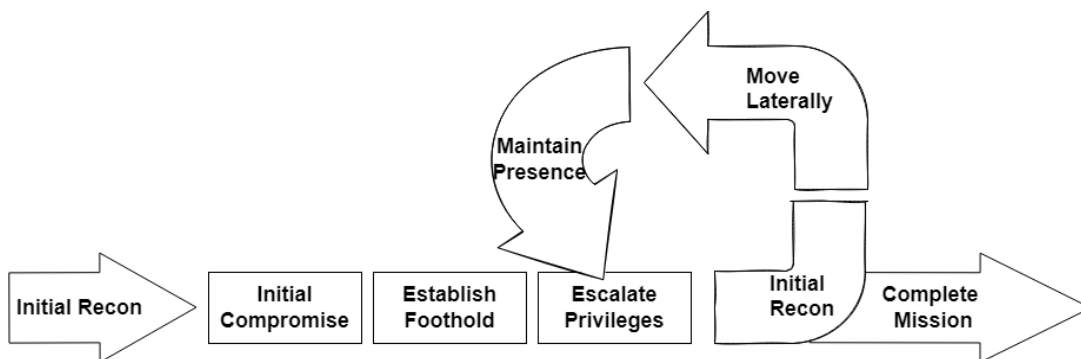 Move
Laterally
Maintain
Presence
Initial Recon
Initial
Compromise
Establish
Foothold
Escalate
Privileges
Initial
Recon
Complete
Mission